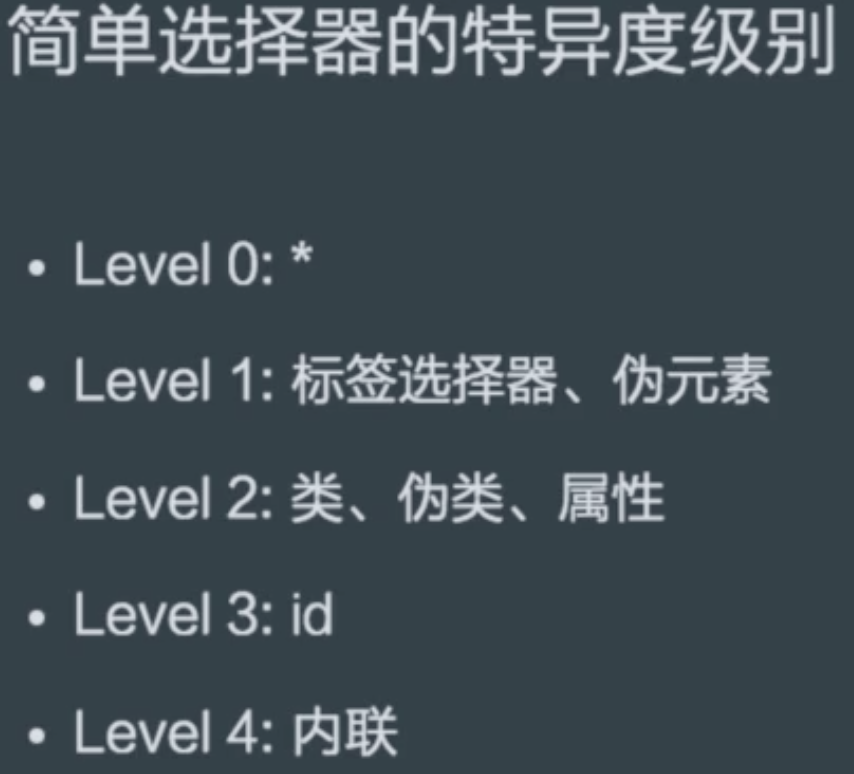 简单选择器的特异度级别
• Level 0: *
• Level 1: 标签选择器、伪元素
• Level 2: 类、伪类、属性
• Level 3: id
• Level 4: 内联